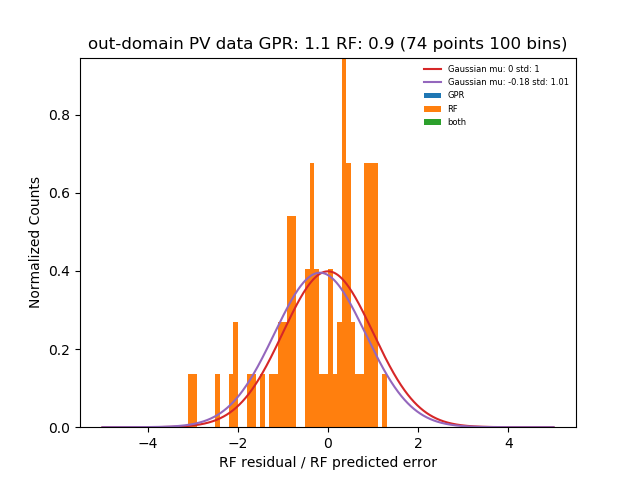 out-domain PV data GPR: 1.1 RF: 0.9 (74 points 100 bins)
Gaussian mu: 0 std: 1
Gaussian mu: -0.18 std: 1.01
GPR
RF
both
Normalized Counts
0.8
0.6
0.4
0.2
0.0
−4 −2 0 2 4
RF residual / RF predicted error